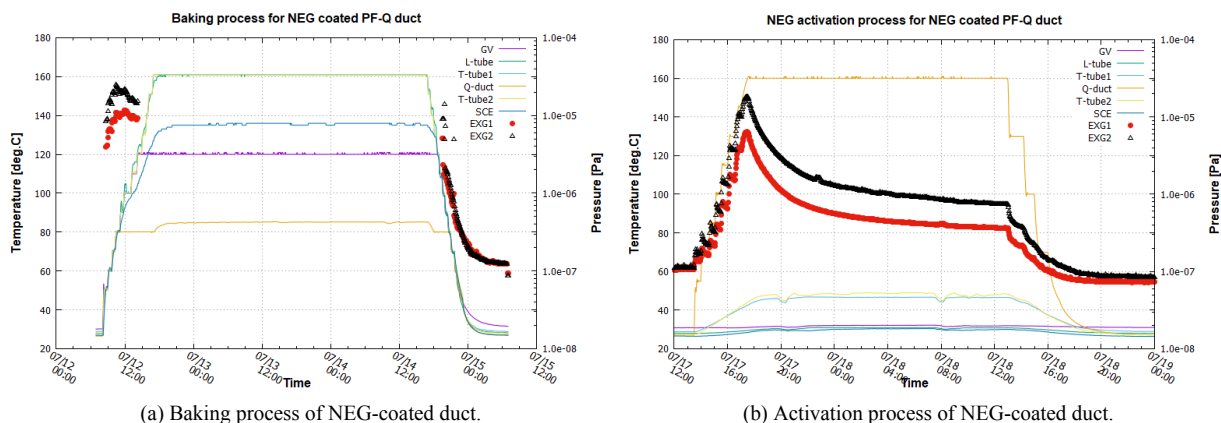 Baking process for NEG coated PF-Q duct
180
160
140
120
100
80
60
40
20
Temperature [deg.C]
1.0e-04
1.0e-05
1.0e-06
1.0e-07
1.0e-08
Pressure [Pa]
GV
L-tube
T-tube1
Q-duct
T-tube2
SCE
EXG1
EXG2
07/12 00:00
07/12 12:00
07/13 00:00
07/13 12:00
07/14 00:00
07/14 12:00
07/15 00:00
07/15 12:00
Time
(a) Baking process of NEG-coated duct.
NEG activation process for NEG coated PF-Q duct
180
160
140
120
100
80
60
40
20
Temperature [deg.C]
1.0e-04
1.0e-05
1.0e-06
1.0e-07
1.0e-08
Pressure [Pa]
GV
L-tube
T-tube1
Q-duct
T-tube2
SCE
EXG1
EXG2
07/17 12:00
07/17 16:00
07/17 20:00
07/18 00:00
07/18 04:00
07/18 08:00
07/18 12:00
07/18 16:00
07/18 20:00
07/19 00:00
Time
(b) Activation process of NEG-coated duct.